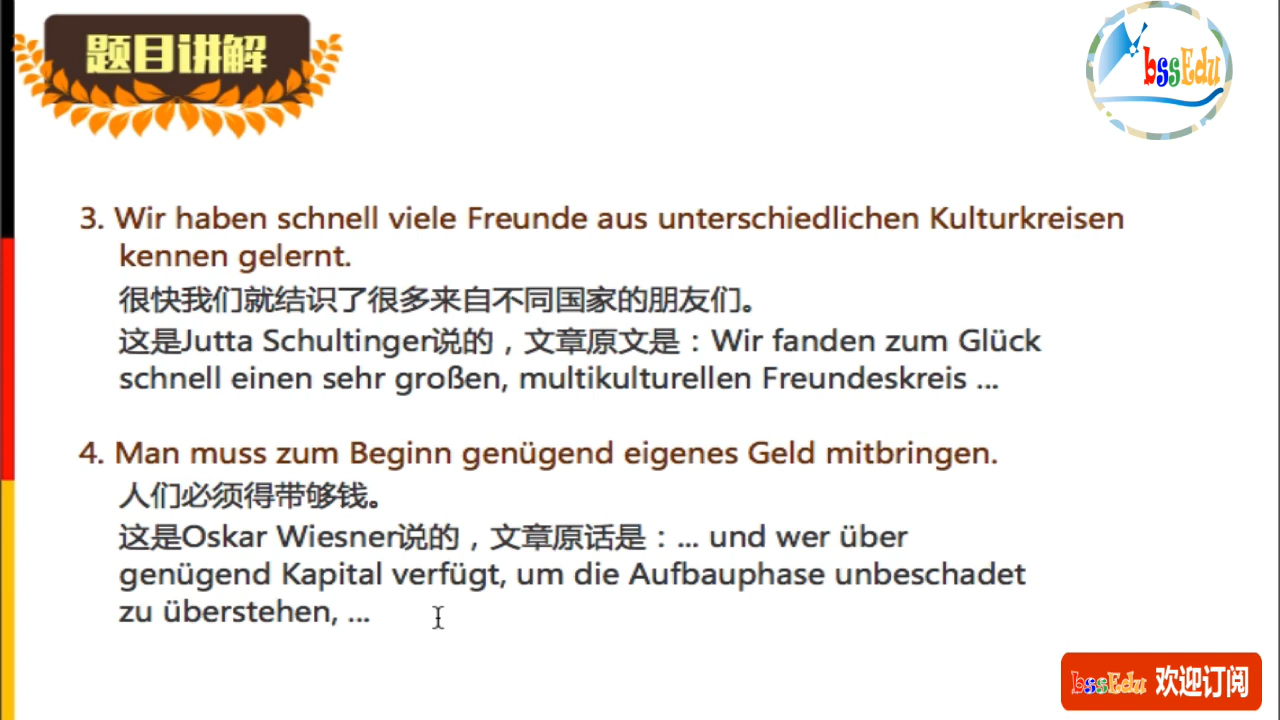 题目讲解
bssEdu
3. Wir haben schnell viele Freunde aus unterschiedlichen Kulturkreisen
kennen gelernt.
很快我们就结识了很多来自不同国家的朋友们。
这是Jutta Schultinger说的，文章原文是：Wir fanden zum Glück
schnell einen sehr großen, multikulturellen Freundeskreis ...
4. Man muss zum Beginn genügend eigenes Geld mitbringen.
人们必须得带够钱。
这是Oskar Wiesner说的，文章原话是：... und wer über
genügend Kapital verfügt, um die Aufbauphase unbeschadet
zu überstehen, ...
bssEdu 欢迎订阅